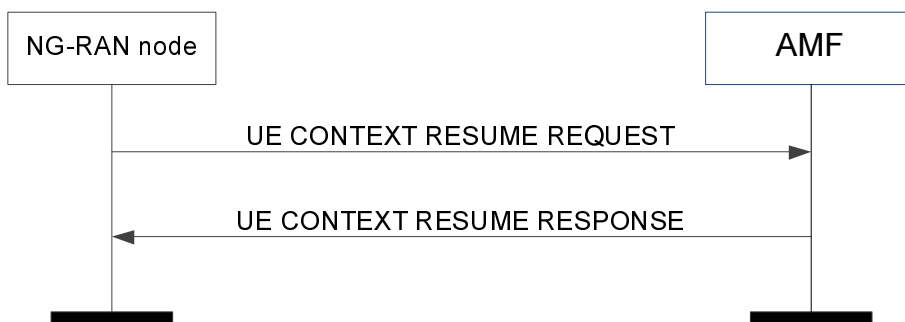 NG-RAN node
AMF
UE CONTEXT RESUME REQUEST
UE CONTEXT RESUME RESPONSE